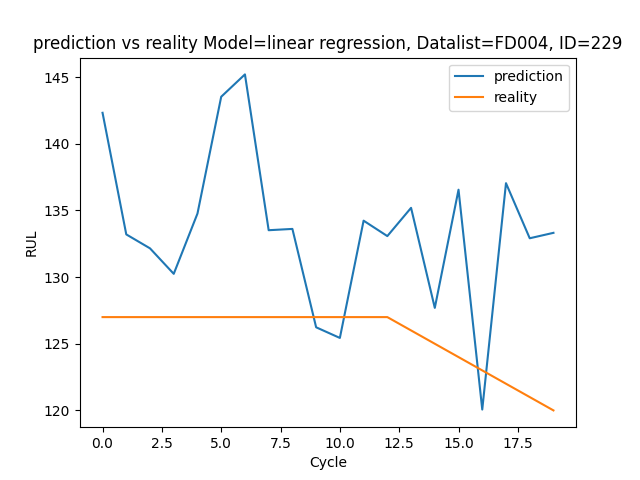 prediction vs reality Model=linear regression, Datalist=FD004, ID=229
prediction
reality
RUL
145
140
135
130
125
120
0.0 2.5 5.0 7.5 10.0 12.5 15.0 17.5
Cycle